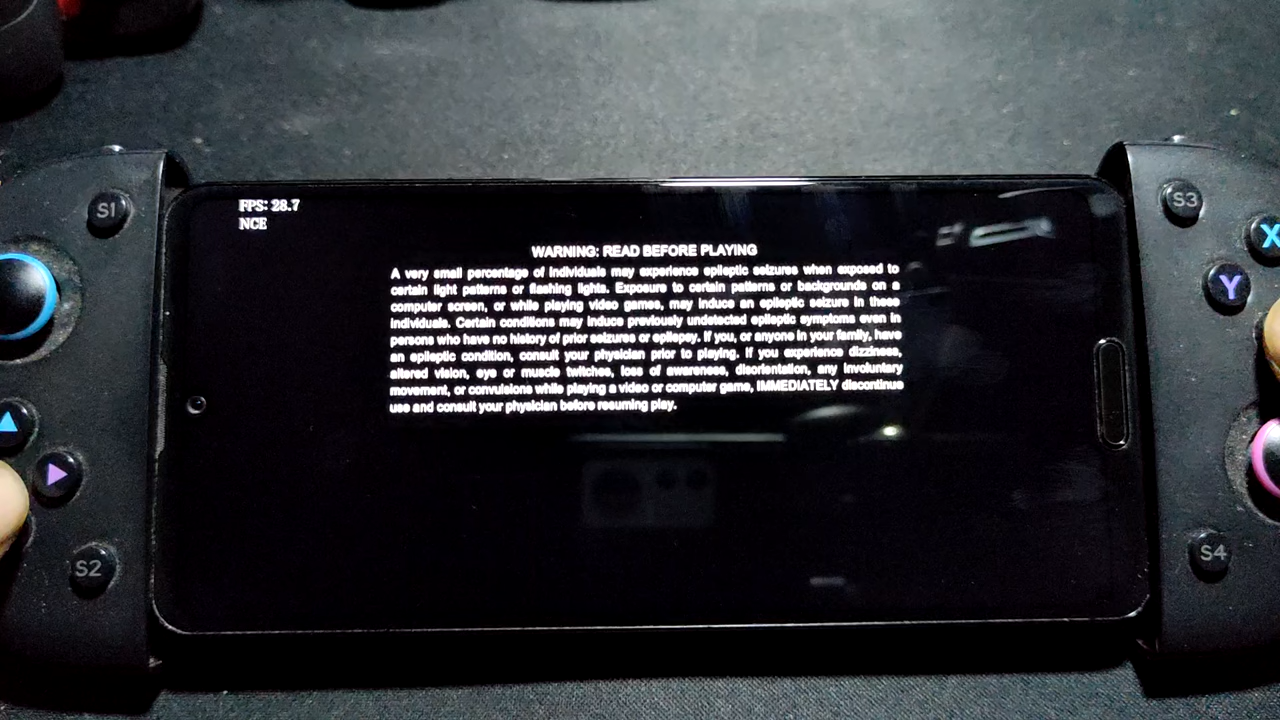 S1
S3
X
FPS: 28.7
NCE
WARNING: READ BEFORE PLAYING
A very small percentage of individuals may experience epileptic seizures when exposed to
certain light patterns or flashing lights. Exposure to certain patterns or backgrounds on a
computer screen, or while playing video games, may induce an epileptic seizure in these
individuals. Certain conditions may induce previously undetected epileptic symptoms even in
persons who have no history of prior seizures or epilepsy. If you, or anyone in your family, have
an epileptic condition, consult your physician prior to playing. If you experience dizziness,
altered vision, eye or muscle twitches, loss of awareness, disorientation, any involuntary
movement, or convulsions while playing a video or computer game, IMMEDIATELY discontinue
use and consult your physician before resuming play.
Y
S2
S4